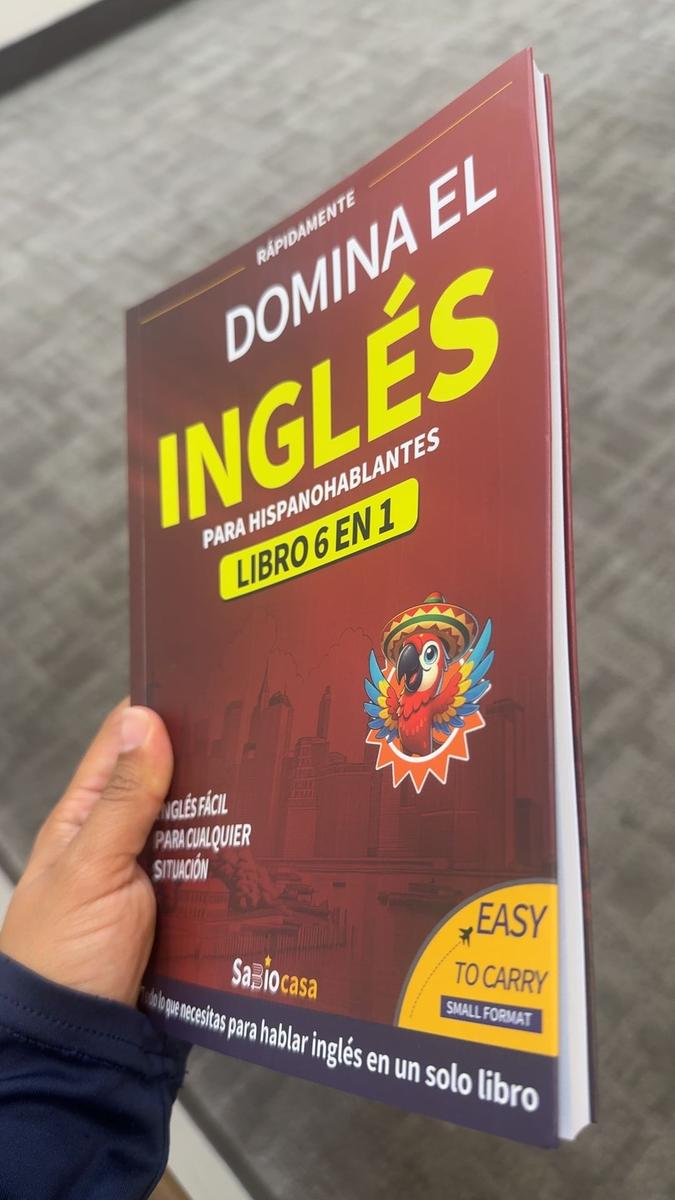 RÁPIDAMENTE
DOMINA EL
INGLÉS
PARA HISPANOHABLANTES
LIBRO 6 EN 1
INGLÉS FÁCIL
PARA CUALQUIER
SITUACIÓN
EASY
TO CARRY
SMALL FORMAT
SaBiocasa
Todo lo que necesitas para hablar inglés en un solo libro